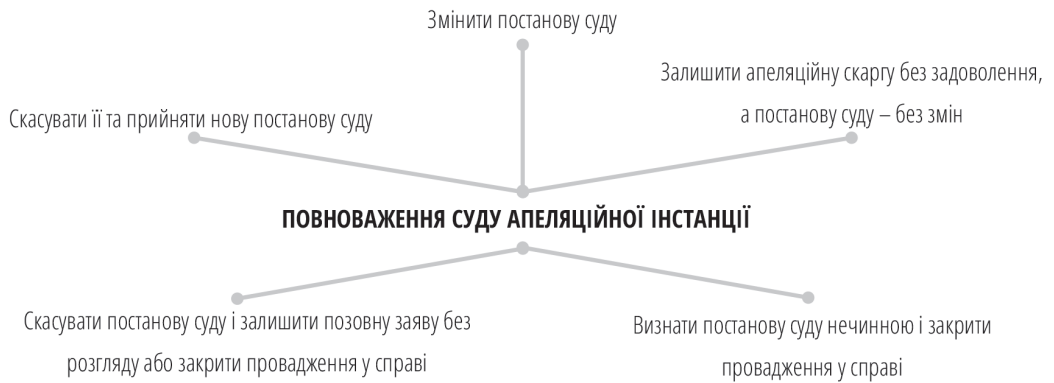 Змінити постанову суду
Залишити апеляційну скаргу без задоволення,
а постанову суду – без змін
Скасувати її та прийняти нову постанову суду
ПОВНОВАЖЕННЯ СУДУ АПЕЛЯЦІЙНОЇ ІНСТАНЦІЇ
Скасувати постанову суду і залишити позовну заяву без
розгляду або закрити провадження у справі
Визнати постанову суду нечинною і закрити
провадження у справі